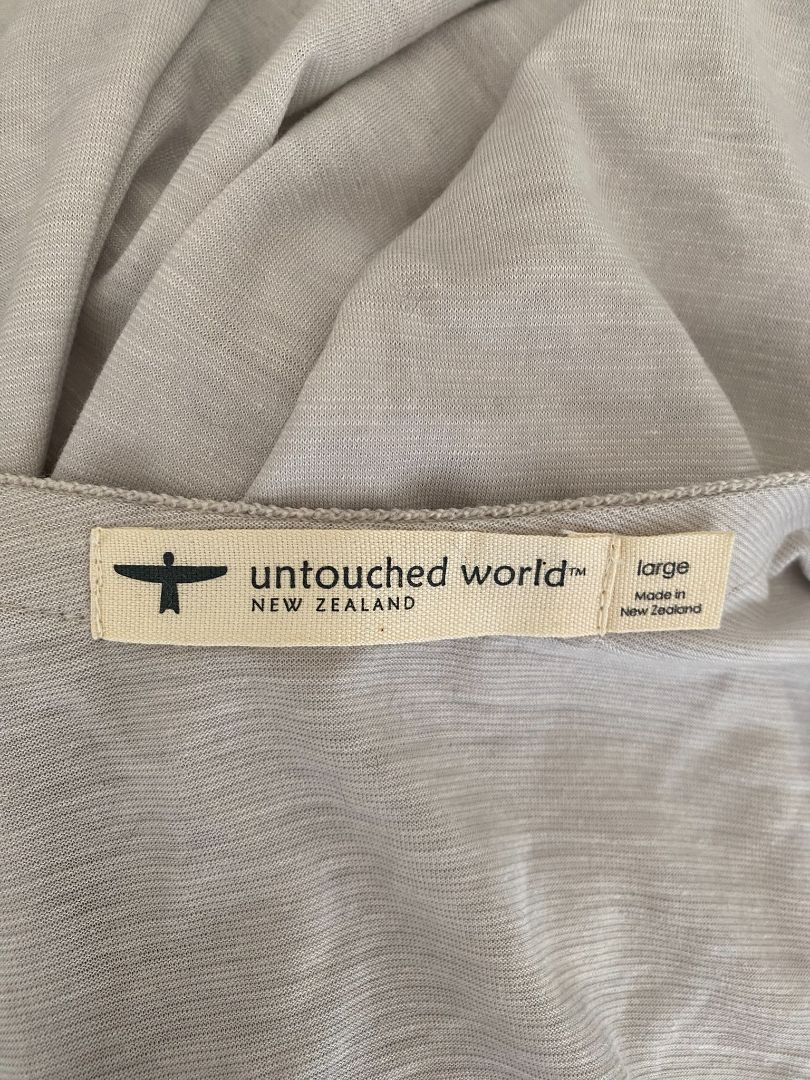 untouched world™
NEW ZEALAND
large
Made in
New Zealand